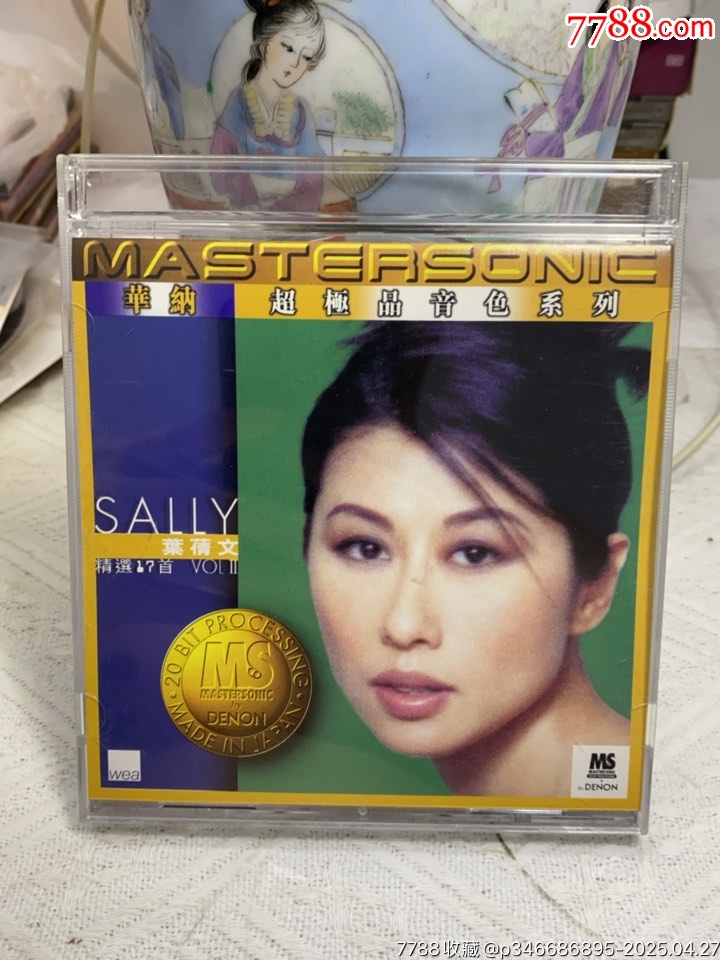 7788.com
MASTERSONIC
華納 超極品音色系列
SALLY
葉蒨文
精選17首 VOL II
20 BIT PROCESSING
MS
MASTERSONIC
by
DENON
MADE IN JAPAN
wea
MS
MASTERSONIC
by DENON
7788收藏@p346686895-2025.04.27